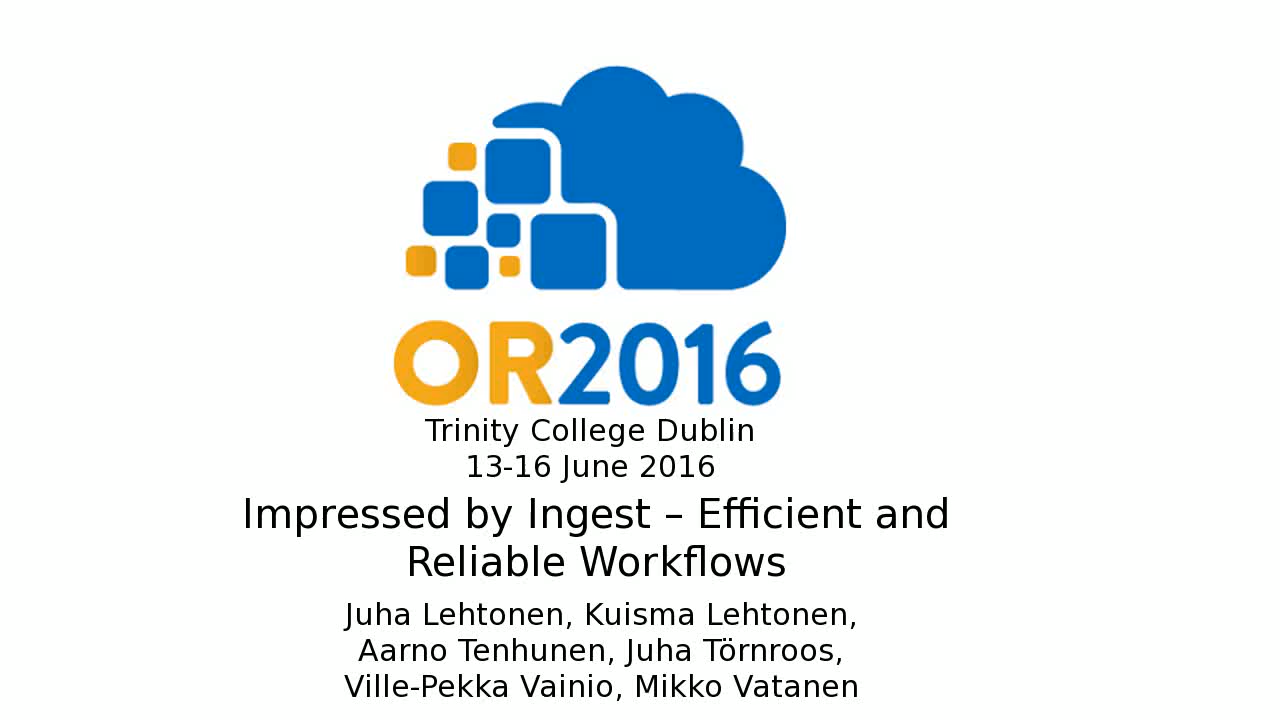 OR2016
Trinity College Dublin
13-16 June 2016
Impressed by Ingest – Efficient and
Reliable Workflows
Juha Lehtonen, Kuisma Lehtonen,
Aarno Tenhunen, Juha Törnroos,
Ville-Pekka Vainio, Mikko Vatanen